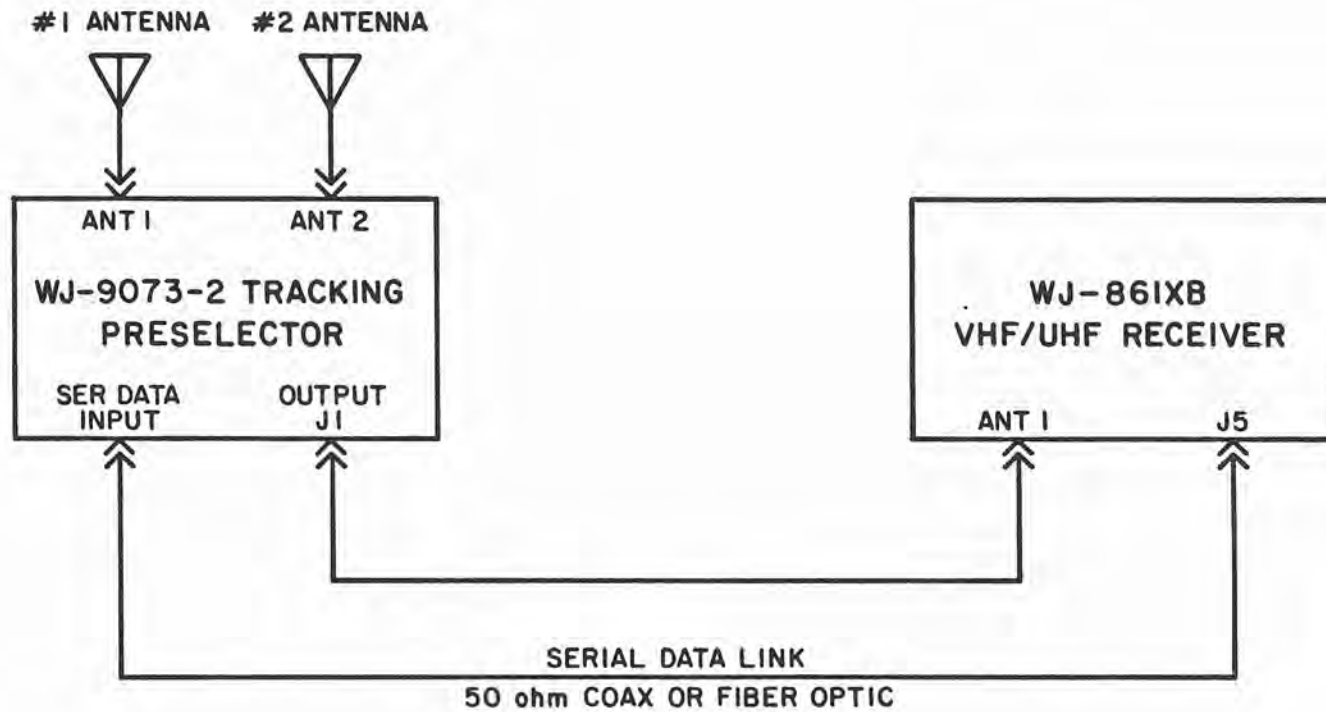 #1 ANTENNA
#2 ANTENNA
ANT 1
ANT 2
WJ-9073-2 TRACKING
PRESELECTOR
SER DATA
INPUT
OUTPUT
J1
WJ-861XB
VHF/UHF RECEIVER
ANT 1
J5
SERIAL DATA LINK
50 ohm COAX OR FIBER OPTIC